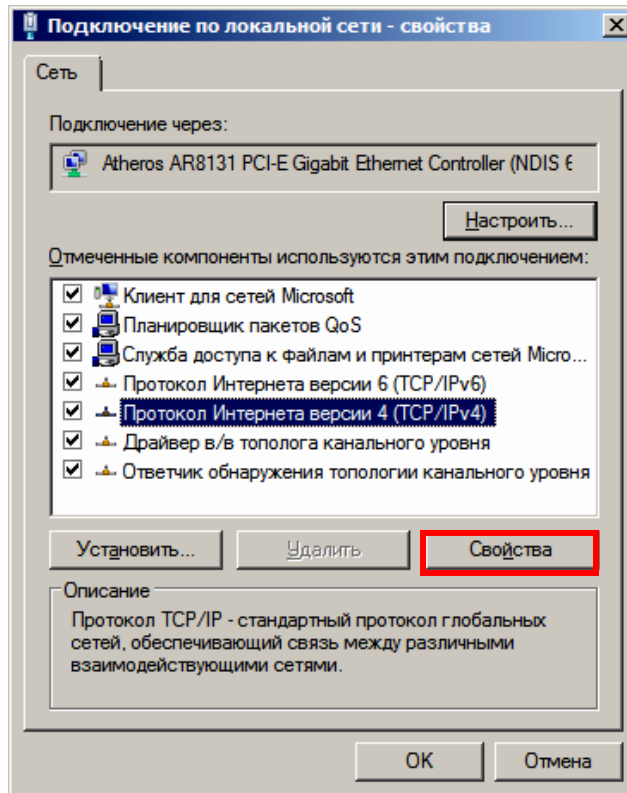 Подключение по локальной сети - свойства
Сеть
Подключение через:
Atheros AR8131 PCI-E Gigabit Ethernet Controller (NDIS 6
Настроить...
Отмеченные компоненты используются этим подключением:
Клиент для сетей Microsoft
Планировщик пакетов QoS
Служба доступа к файлам и принтерам сетей Micro...
Протокол Интернета версии 6 (TCP/IPv6)
Протокол Интернета версии 4 (TCP/IPv4)
Драйвер в/в тополога канального уровня
Ответчик обнаружения топологии канального уровня
Установить...
Удалить
Свойства
Описание
Протокол TCP/IP - стандартный протокол глобальных
сетей, обеспечивающий связь между различными
взаимодействующими сетями.
OK
Отмена